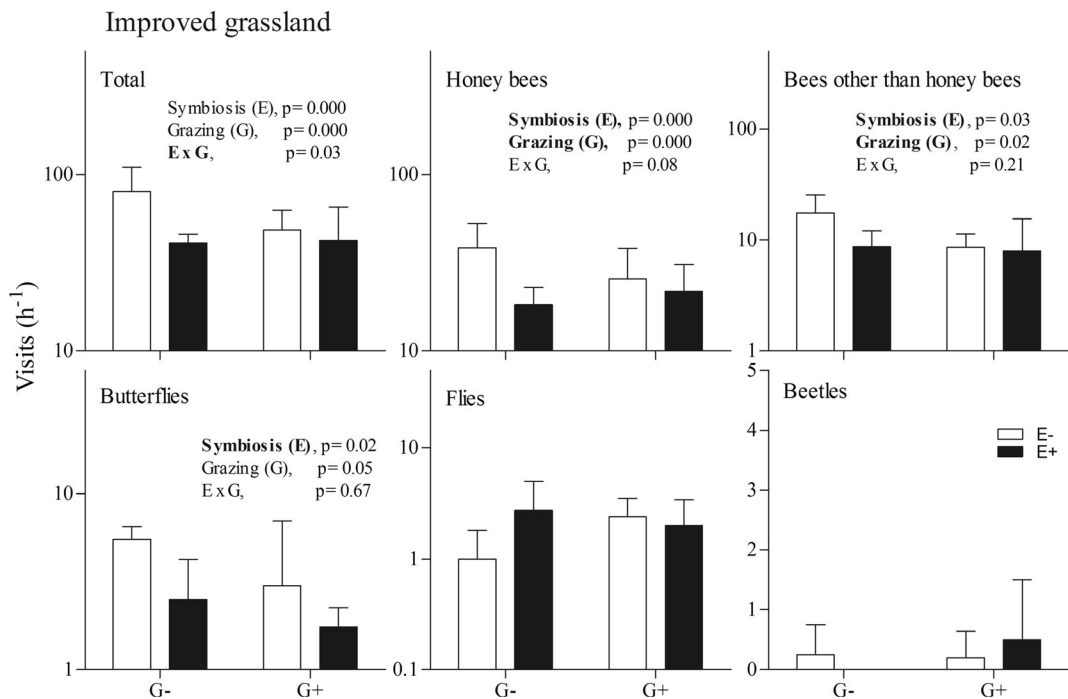 Improved grassland
Visits (h⁻¹)
Total
Symbiosis (E), p= 0.000
Grazing (G), p= 0.000
E x G, p= 0.03
100
10
Honey bees
Symbiosis (E), p= 0.000
Grazing (G), p= 0.000
E x G, p= 0.08
100
10
Bees other than honey bees
Symbiosis (E), p= 0.03
Grazing (G) , p= 0.02
E x G, p= 0.21
100
10
1
Butterflies
Symbiosis (E), p= 0.02
Grazing (G), p= 0.05
E x G, p= 0.67
10
1
G- G+
Flies
10
1
0.1
G- G+
Beetles
E-
E+
5
4
3
2
1
0
G- G+